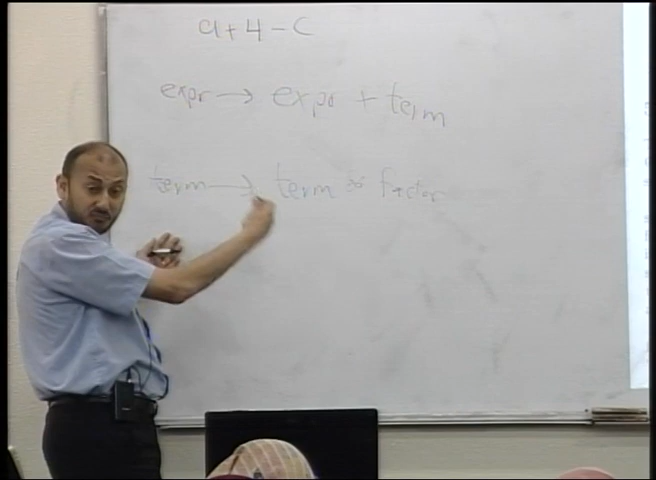 a + 4 - C
expr → expr + term
term → term * factor